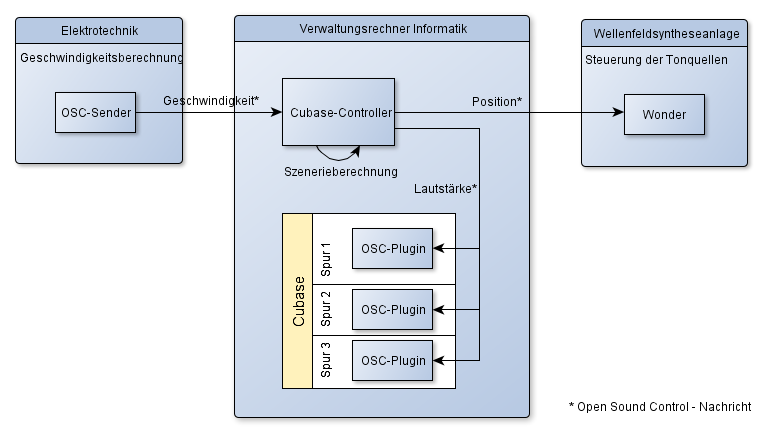 Elektrotechnik
Geschwindigkeitsberechnung
OSC-Sender
Geschwindigkeit*
Verwaltungsrechner Informatik
Cubase-Controller
Szenerieberechnung
Position*
Lautstärke*
Wellenfeldsyntheseanlage
Steuerung der Tonquellen
Wonder
Cubase
Spur 1
OSC-Plugin
Spur 2
OSC-Plugin
Spur 3
OSC-Plugin
* Open Sound Control - Nachricht